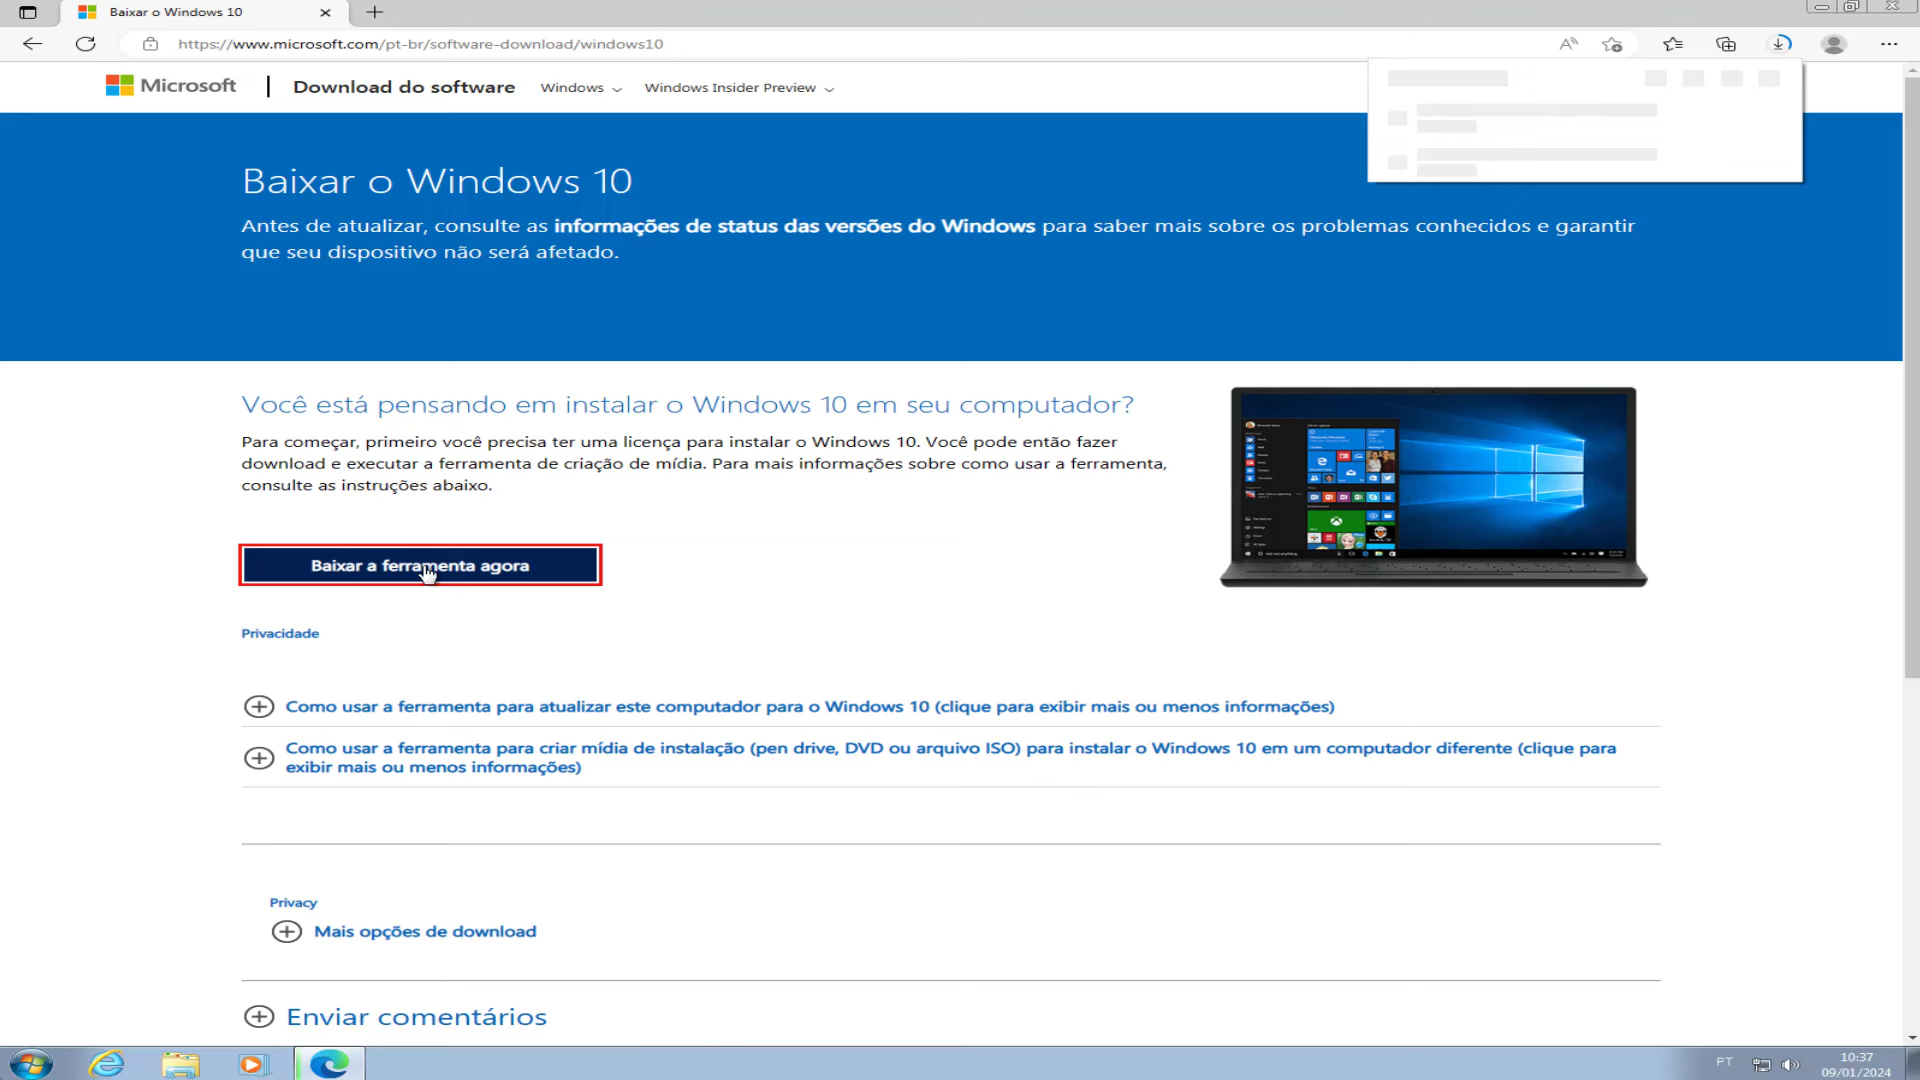 Baixar o Windows 10
https://www.microsoft.com/pt-br/software-download/windows10
Microsoft
Download do software
Windows
Windows Insider Preview
Baixar o Windows 10
Antes de atualizar, consulte as informações de status das versões do Windows para saber mais sobre os problemas conhecidos e garantir
que seu dispositivo não será afetado.
Você está pensando em instalar o Windows 10 em seu computador?
Para começar, primeiro você precisa ter uma licença para instalar o Windows 10. Você pode então fazer
download e executar a ferramenta de criação de mídia. Para mais informações sobre como usar a ferramenta,
consulte as instruções abaixo.
Baixar a ferramenta agora
Privacidade
Como usar a ferramenta para atualizar este computador para o Windows 10 (clique para exibir mais ou menos informações)
Como usar a ferramenta para criar mídia de instalação (pen drive, DVD ou arquivo ISO) para instalar o Windows 10 em um computador diferente (clique para
exibir mais ou menos informações)
Privacy
Mais opções de download
Enviar comentários
PT
10:37
09/01/2024